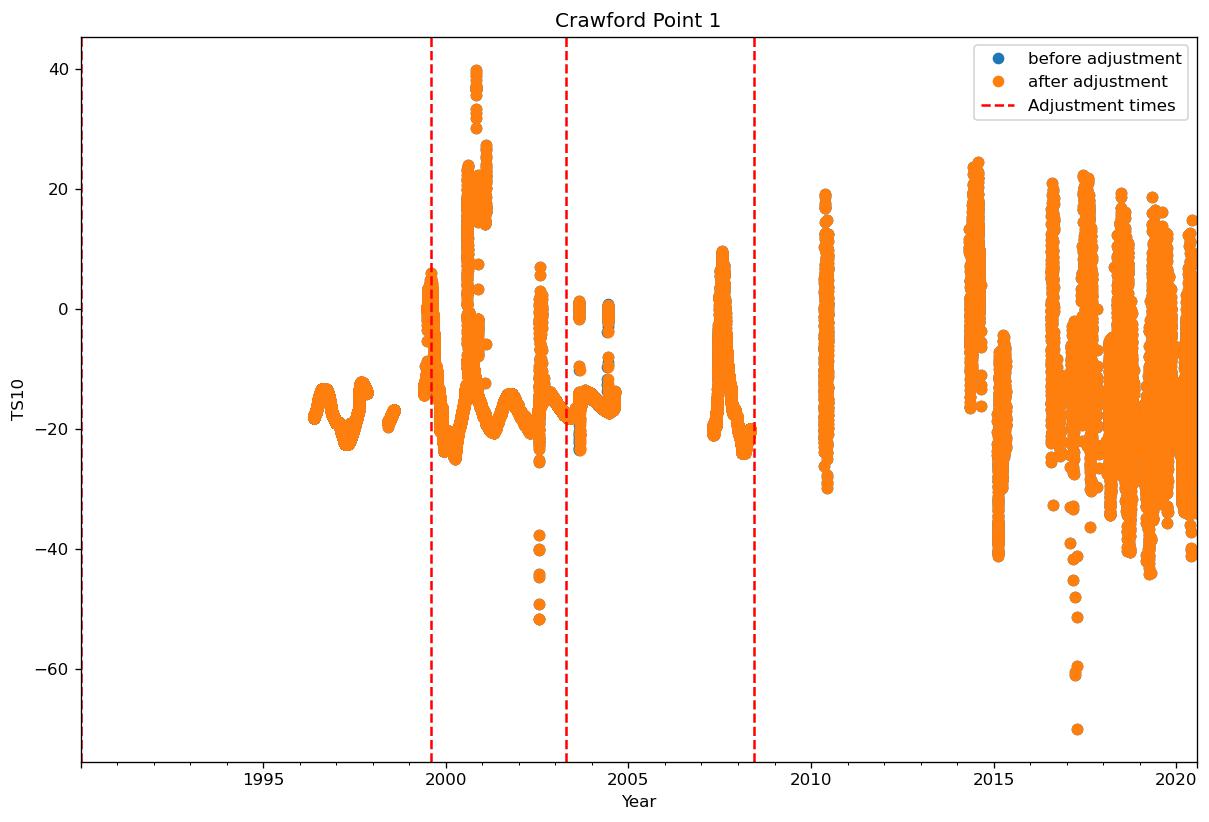 Crawford Point 1
before adjustment
after adjustment
Adjustment times
TS10
40
20
0
−20
−40
−60
1995
2000
2005
2010
2015
2020
Year